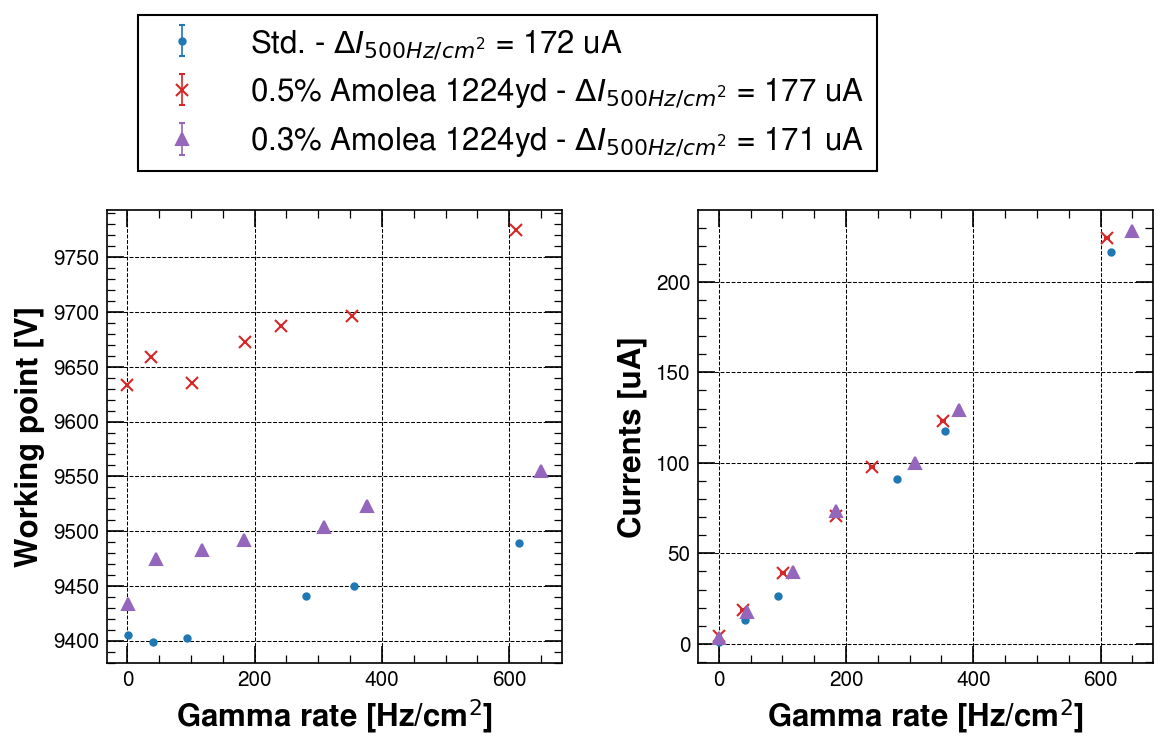 Std. - ΔI500Hz/cm² = 172 uA
0.5% Amolea 1224yd - ΔI500Hz/cm² = 177 uA
0.3% Amolea 1224yd - ΔI500Hz/cm² = 171 uA
Working point [V]
9750
9700
9650
9600
9550
9500
9450
9400
0 200 400 600
Gamma rate [Hz/cm²]
Currents [uA]
200
150
100
50
0
0 200 400 600
Gamma rate [Hz/cm²]